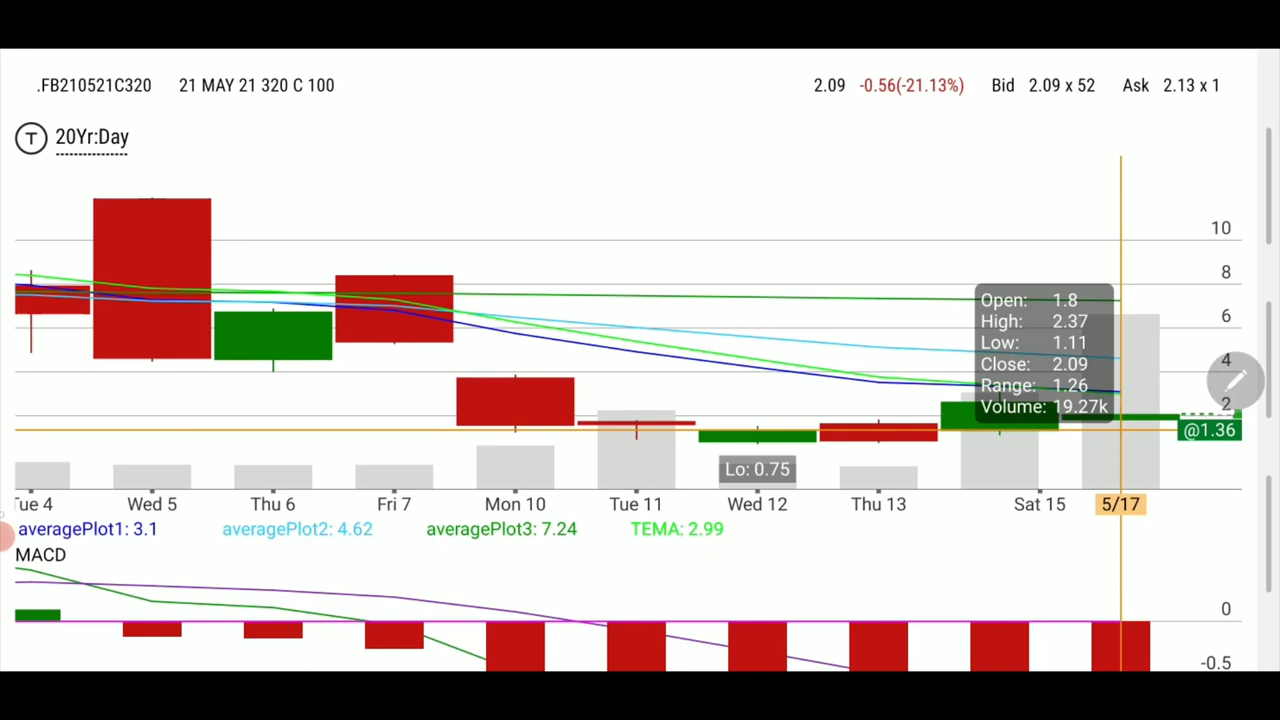 .FB210521C320 21 MAY 21 320 C 100 2.09 -0.56(-21.13%) Bid 2.09 x 52 Ask 2.13 x 1
T 20Yr:Day
10
8
Open: 1.8
High: 2.37
6
Low: 1.11
Close: 2.09
4
Range: 1.26
Volume: 19.27k
2
@1.36
Lo: 0.75
Tue 4 Wed 5 Thu 6 Fri 7 Mon 10 Tue 11 Wed 12 Thu 13 Sat 15 5/17
averagePlot1: 3.1 averagePlot2: 4.62 averagePlot3: 7.24 TEMA: 2.99
MACD
0
-0.5